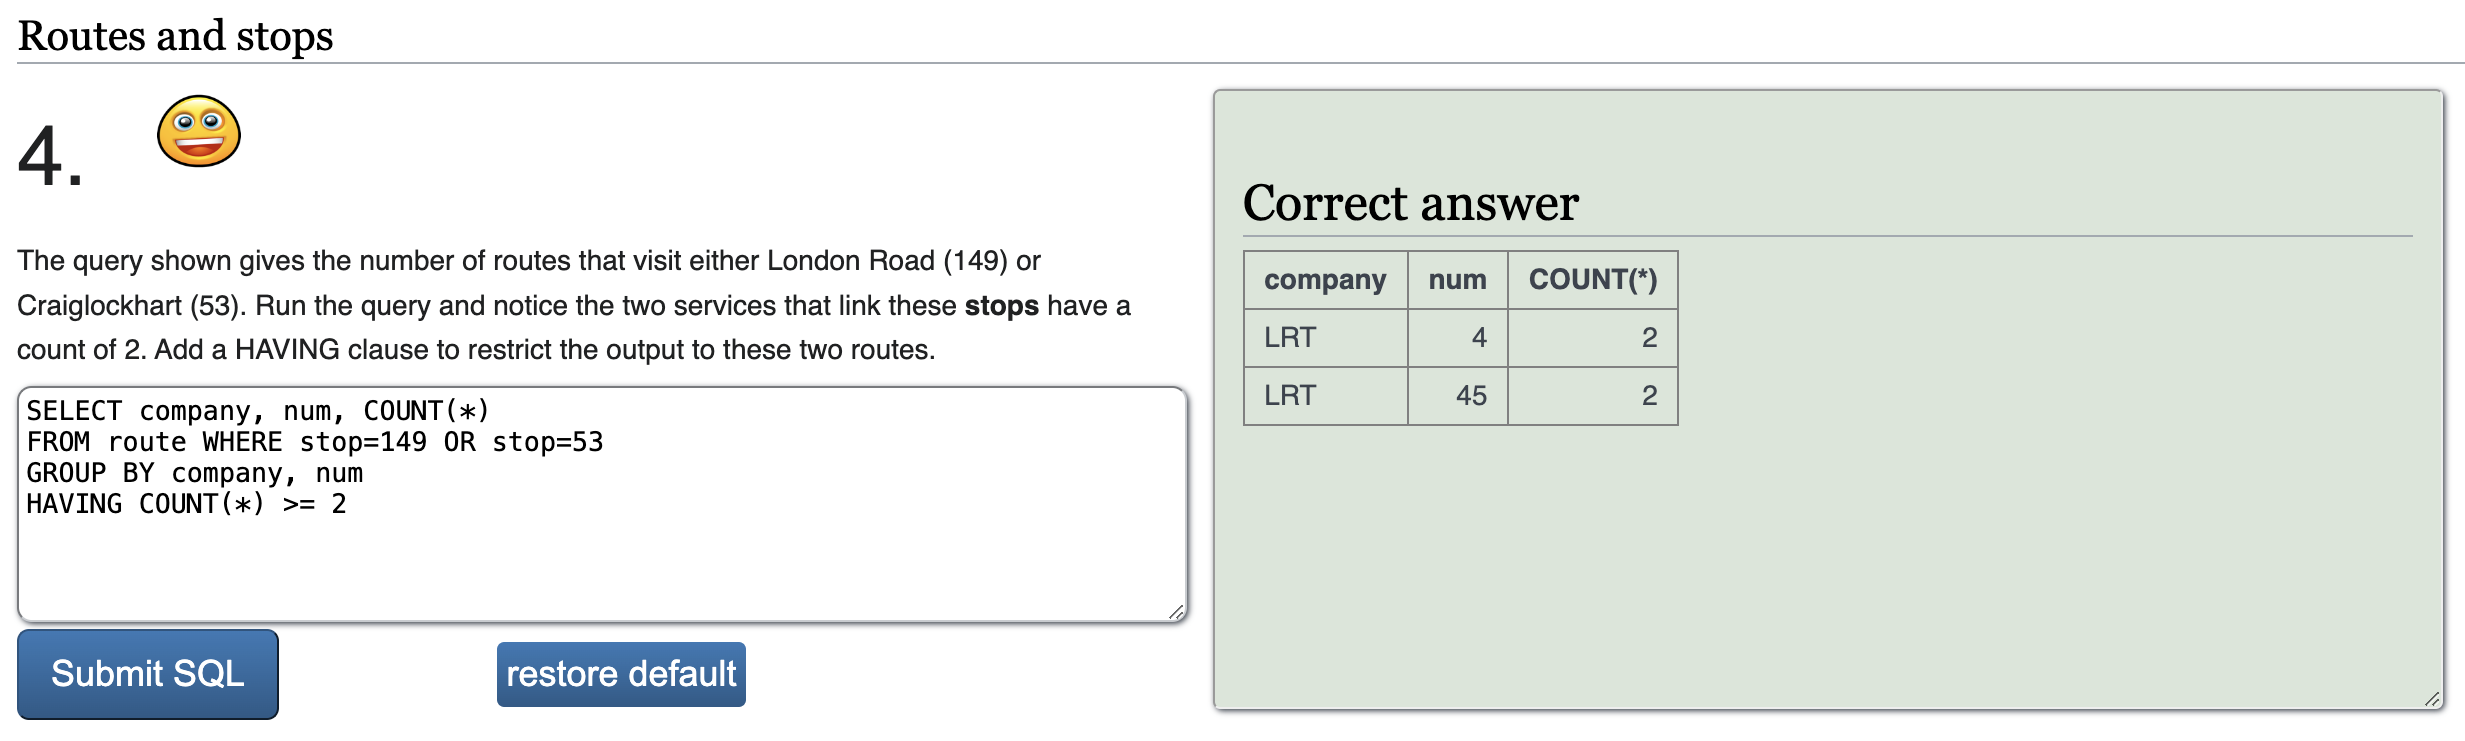 Routes and stops
4.
The query shown gives the number of routes that visit either London Road (149) or
Craiglockhart (53). Run the query and notice the two services that link these stops have a
count of 2. Add a HAVING clause to restrict the output to these two routes.
SELECT company, num, COUNT(*)
FROM route WHERE stop=149 OR stop=53
GROUP BY company, num
HAVING COUNT(*) >= 2
Submit SQL
restore default
Correct answer
company num COUNT(*)
LRT 4 2
LRT 45 2